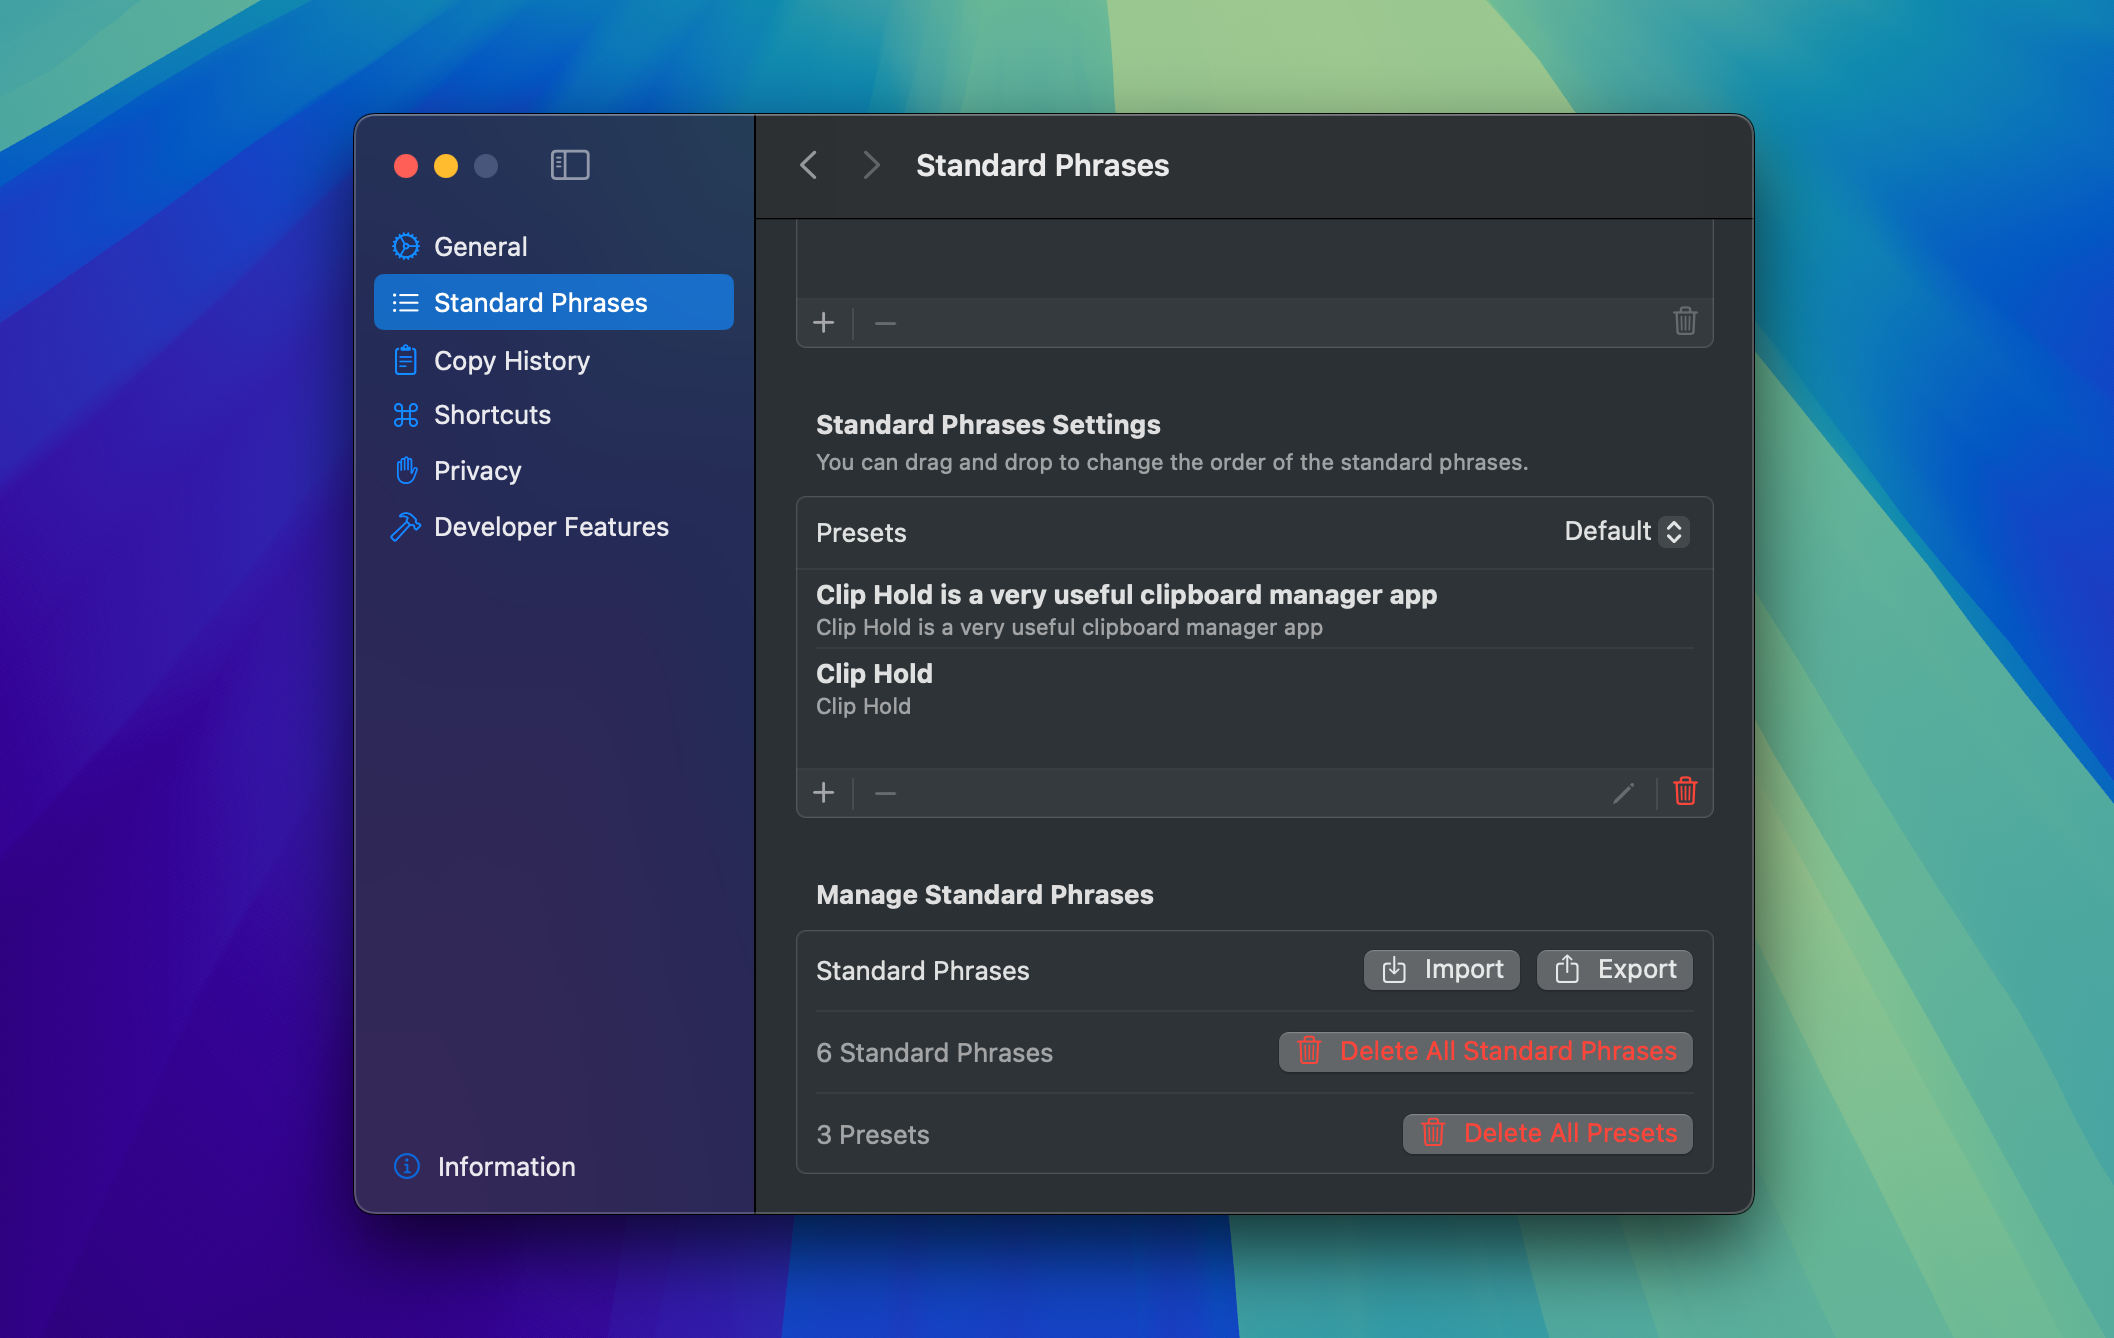 Standard Phrases
General
Standard Phrases
Copy History
Shortcuts
Privacy
Developer Features
Information
Standard Phrases Settings
You can drag and drop to change the order of the standard phrases.
Presets Default
Clip Hold is a very useful clipboard manager app
Clip Hold is a very useful clipboard manager app
Clip Hold
Clip Hold
Manage Standard Phrases
Standard Phrases Import Export
6 Standard Phrases Delete All Standard Phrases
3 Presets Delete All Presets